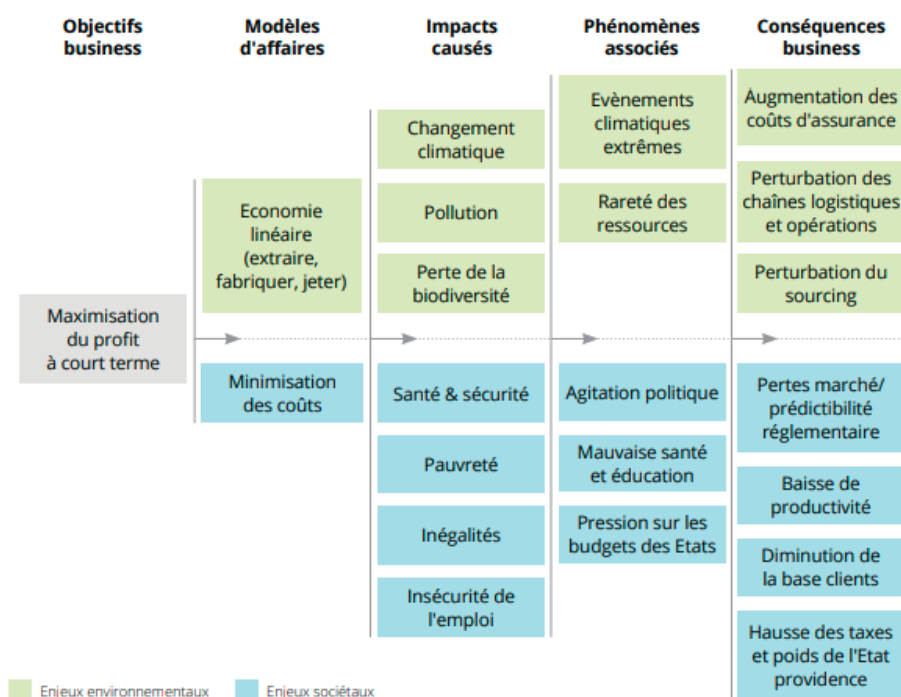 Objectifs
business
Modèles
d'affaires
Impacts
causés
Phénomènes
associés
Conséquences
business
Maximisation
du profit
à court terme
Economie
linéaire
(extraire,
fabriquer, jeter)
Minimisation
des coûts
Changement
climatique
Pollution
Perte de la
biodiversité
Santé & sécurité
Pauvreté
Inégalités
Insécurité de
l'emploi
Evènements
climatiques
extrêmes
Rareté des
ressources
Agitation politique
Mauvaise santé
et éducation
Pression sur les
budgets des Etats
Augmentation des
coûts d'assurance
Perturbation des
chaînes logistiques
et opérations
Perturbation du
sourcing
Pertes marché/
prédictibilité
réglementaire
Baisse de
productivité
Diminution de
la base clients
Hausse des taxes
et poids de l'Etat
providence
Enjeux environnementaux
Enjeux sociétaux